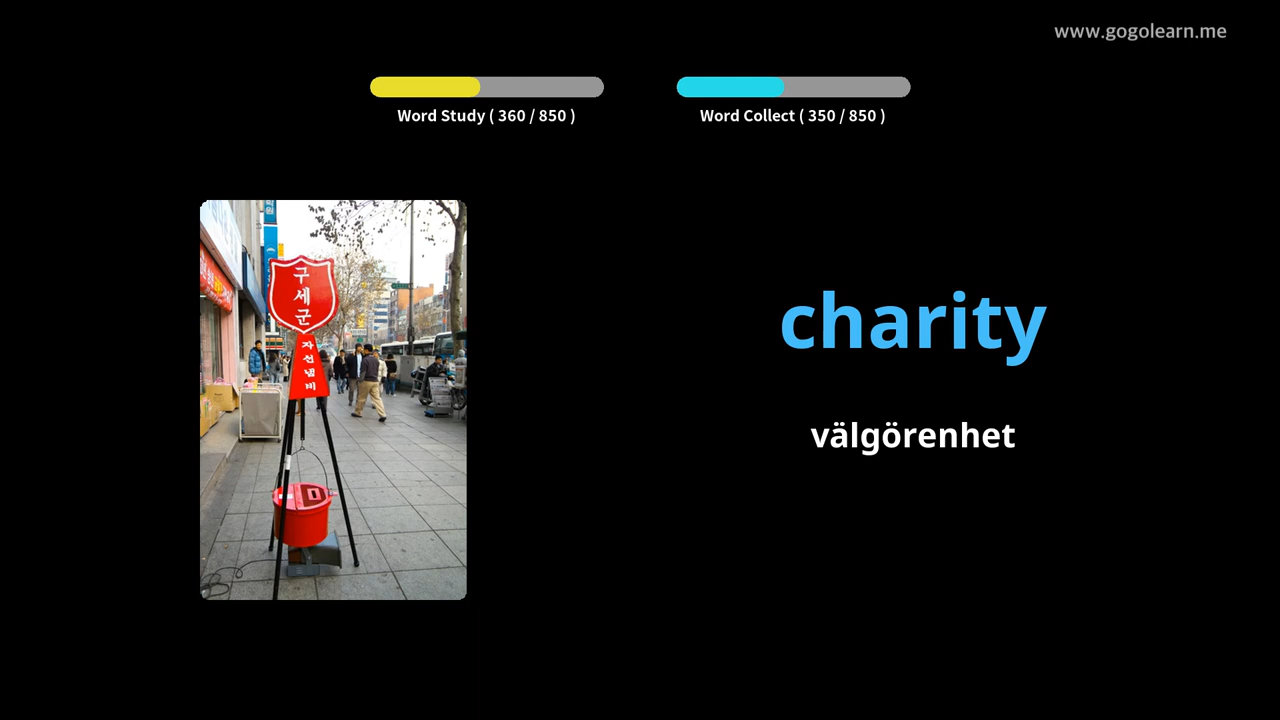 www.gogolearn.me
Word Study ( 360 / 850 )
Word Collect ( 350 / 850 )
구
세
군
자
선
냄
비
charity
välgörenhet